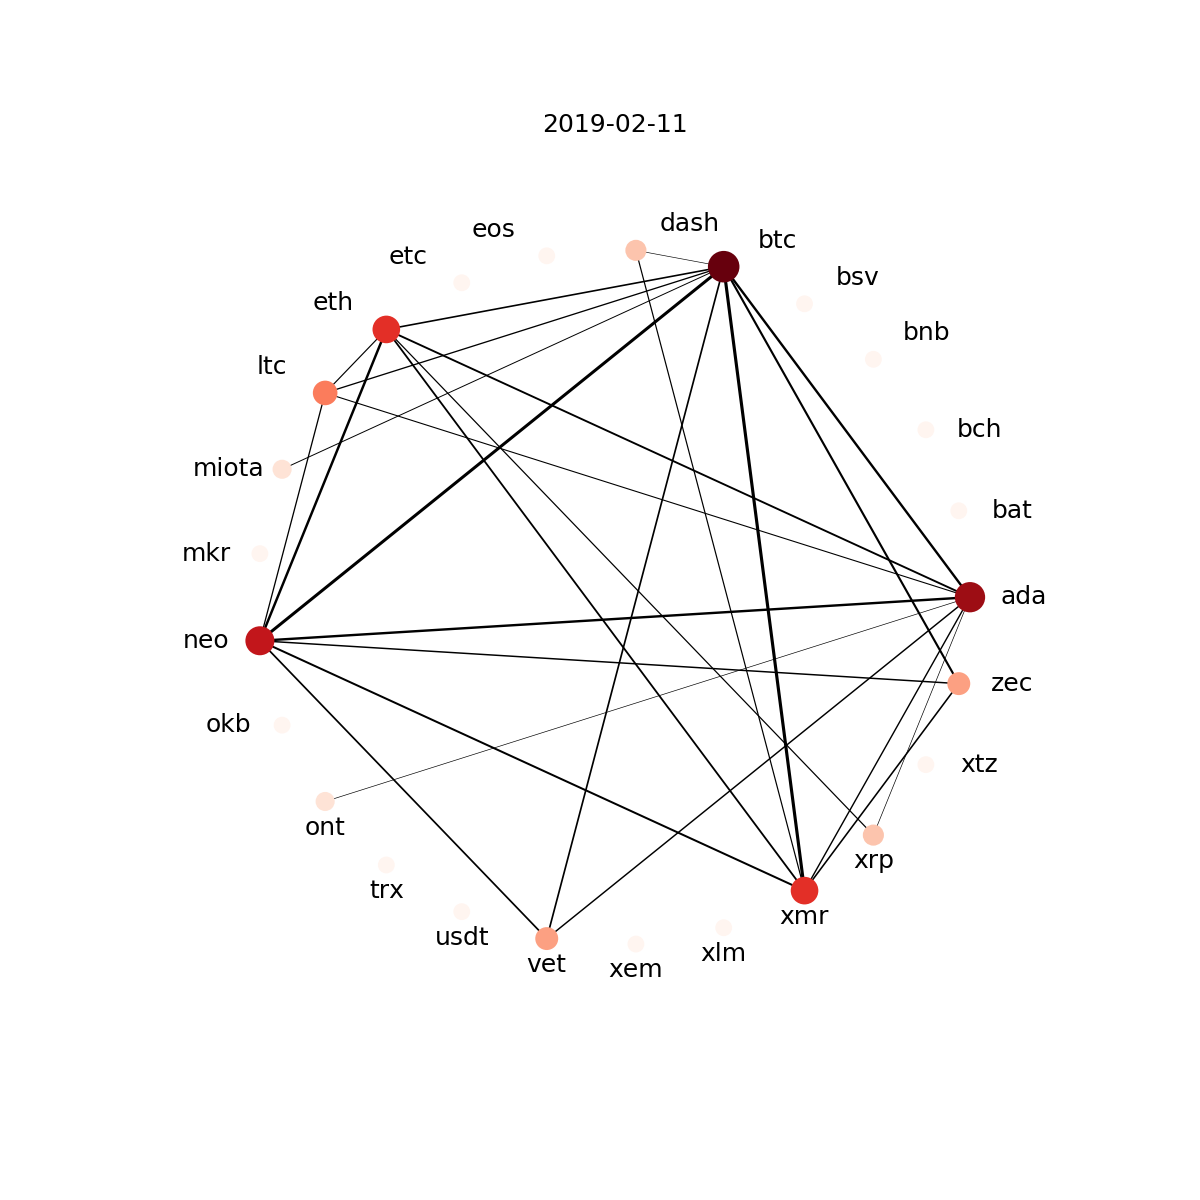 2019-02-11
dash
eos
btc
etc
bsv
eth
bnb
ltc
bch
miota
bat
mkr
ada
neo
zec
okb
xtz
ont
xrp
trx
xmr
usdt
xlm
vet
xem